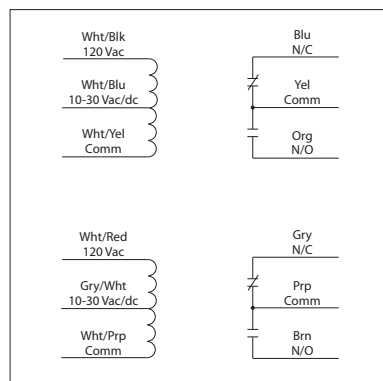 Wht/Blk
120 Vac
Wht/Blu
10-30 Vac/dc
Wht/Yel
Comm
Blu
N/C
Yel
Comm
Org
N/O
Wht/Red
120 Vac
Gry/Wht
10-30 Vac/dc
Wht/Prp
Comm
Gry
N/C
Prp
Comm
Brn
N/O